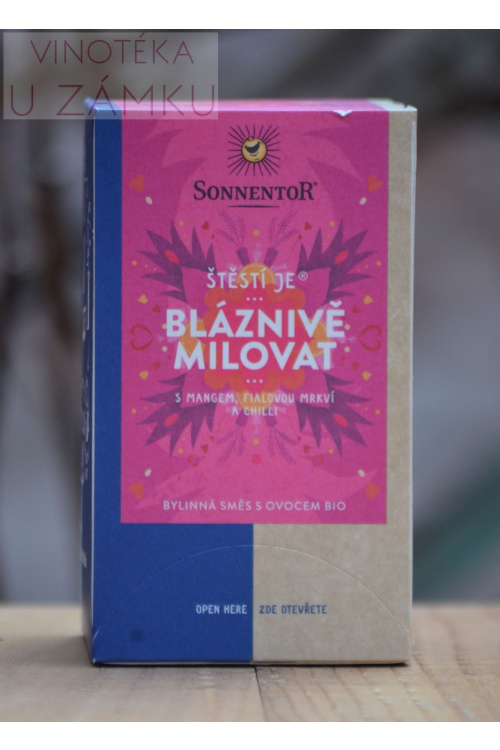 VINOTÉKA
U ZÁMKU
SONNENTOR®
ŠTĚSTÍ JE®
BLÁZNIVĚ
MILOVAT
S MANGEM, FIALOVOU MRKVÍ
A CHILLI
BYLINNÁ SMĚS S OVOCEM BIO
OPEN HERE ZDE OTEVŘETE